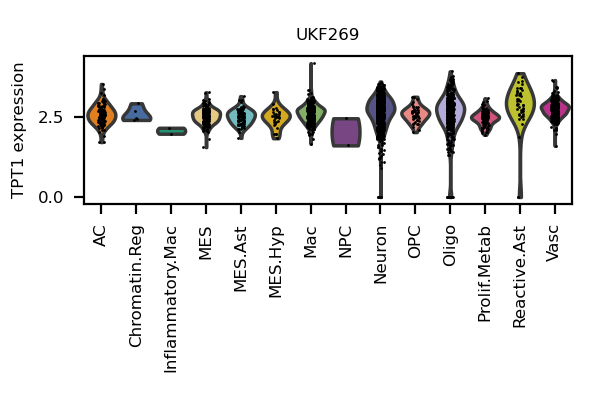 UKF269
TPT1 expression
2.5
0.0
AC
Chromatin.Reg
Inflammatory.Mac
MES
MES.Ast
MES.Hyp
Mac
NPC
Neuron
OPC
Oligo
Prolif.Metab
Reactive.Ast
Vasc